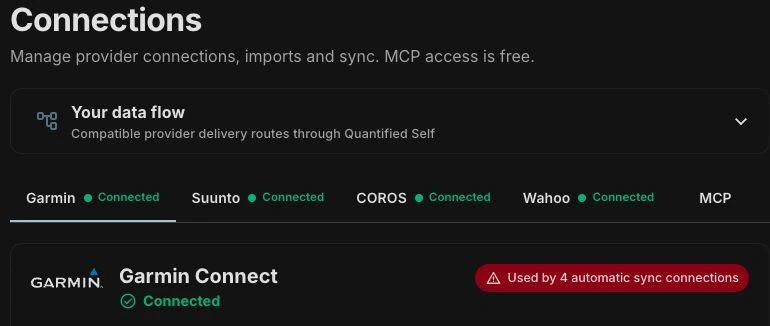 Connections
Manage provider connections, imports and sync. MCP access is free.
Your data flow
Compatible provider delivery routes through Quantified Self
Garmin Connected Suunto Connected COROS Connected Wahoo Connected MCP
GARMIN. Garmin Connect Used by 4 automatic sync connections
Connected